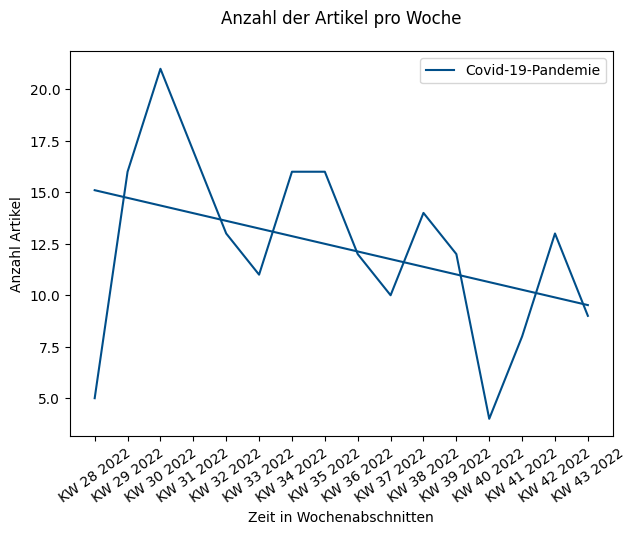 Anzahl der Artikel pro Woche
Covid-19-Pandemie
Anzahl Artikel
20.0
17.5
15.0
12.5
10.0
7.5
5.0
KW 28 2022
KW 29 2022
KW 30 2022
KW 31 2022
KW 32 2022
KW 33 2022
KW 34 2022
KW 35 2022
KW 36 2022
KW 37 2022
KW 38 2022
KW 39 2022
KW 40 2022
KW 41 2022
KW 42 2022
KW 43 2022
Zeit in Wochenabschnitten